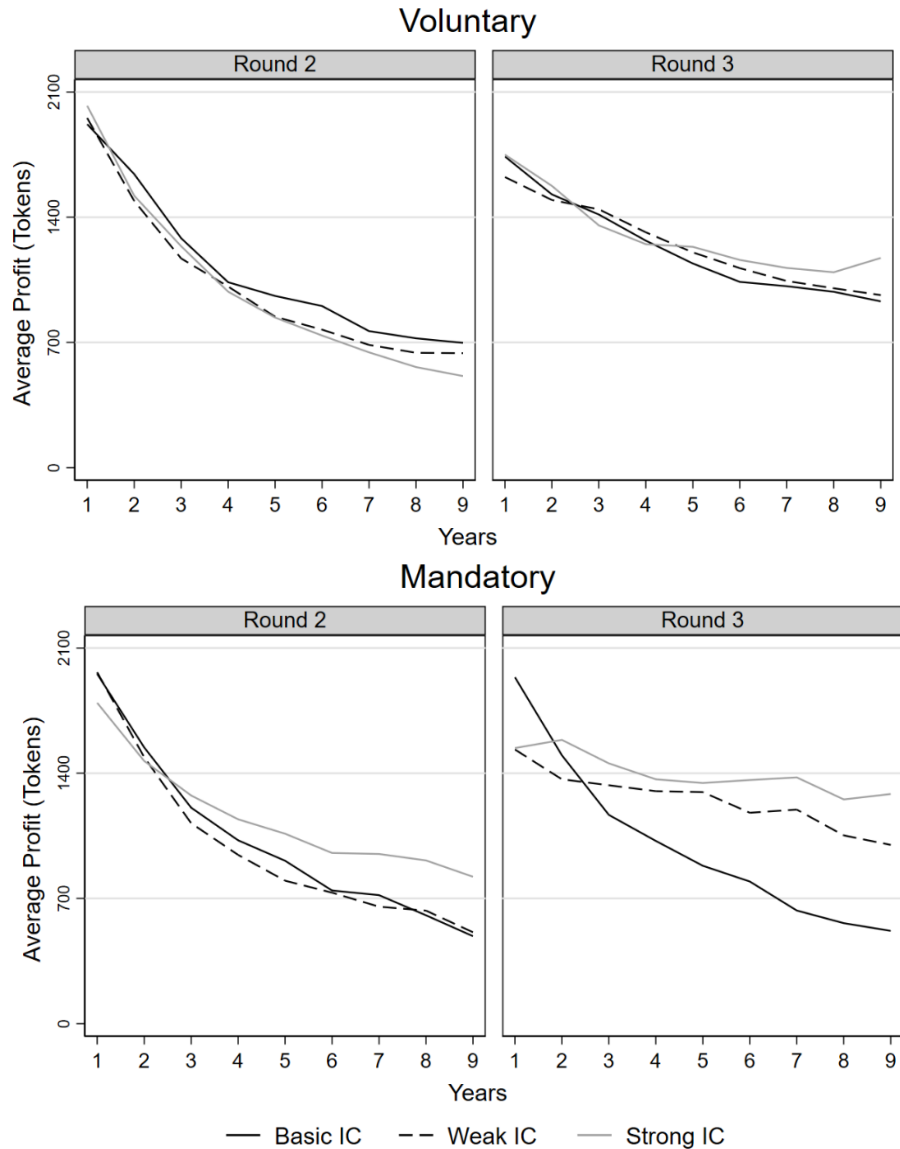 Voluntary
Round 2 Round 3
Average Profit (Tokens)
2100
1400
700
0
1 2 3 4 5 6 7 8 9 1 2 3 4 5 6 7 8 9
Years
Mandatory
Round 2 Round 3
Average Profit (Tokens)
2100
1400
700
0
1 2 3 4 5 6 7 8 9 1 2 3 4 5 6 7 8 9
Years
Basic IC Weak IC Strong IC